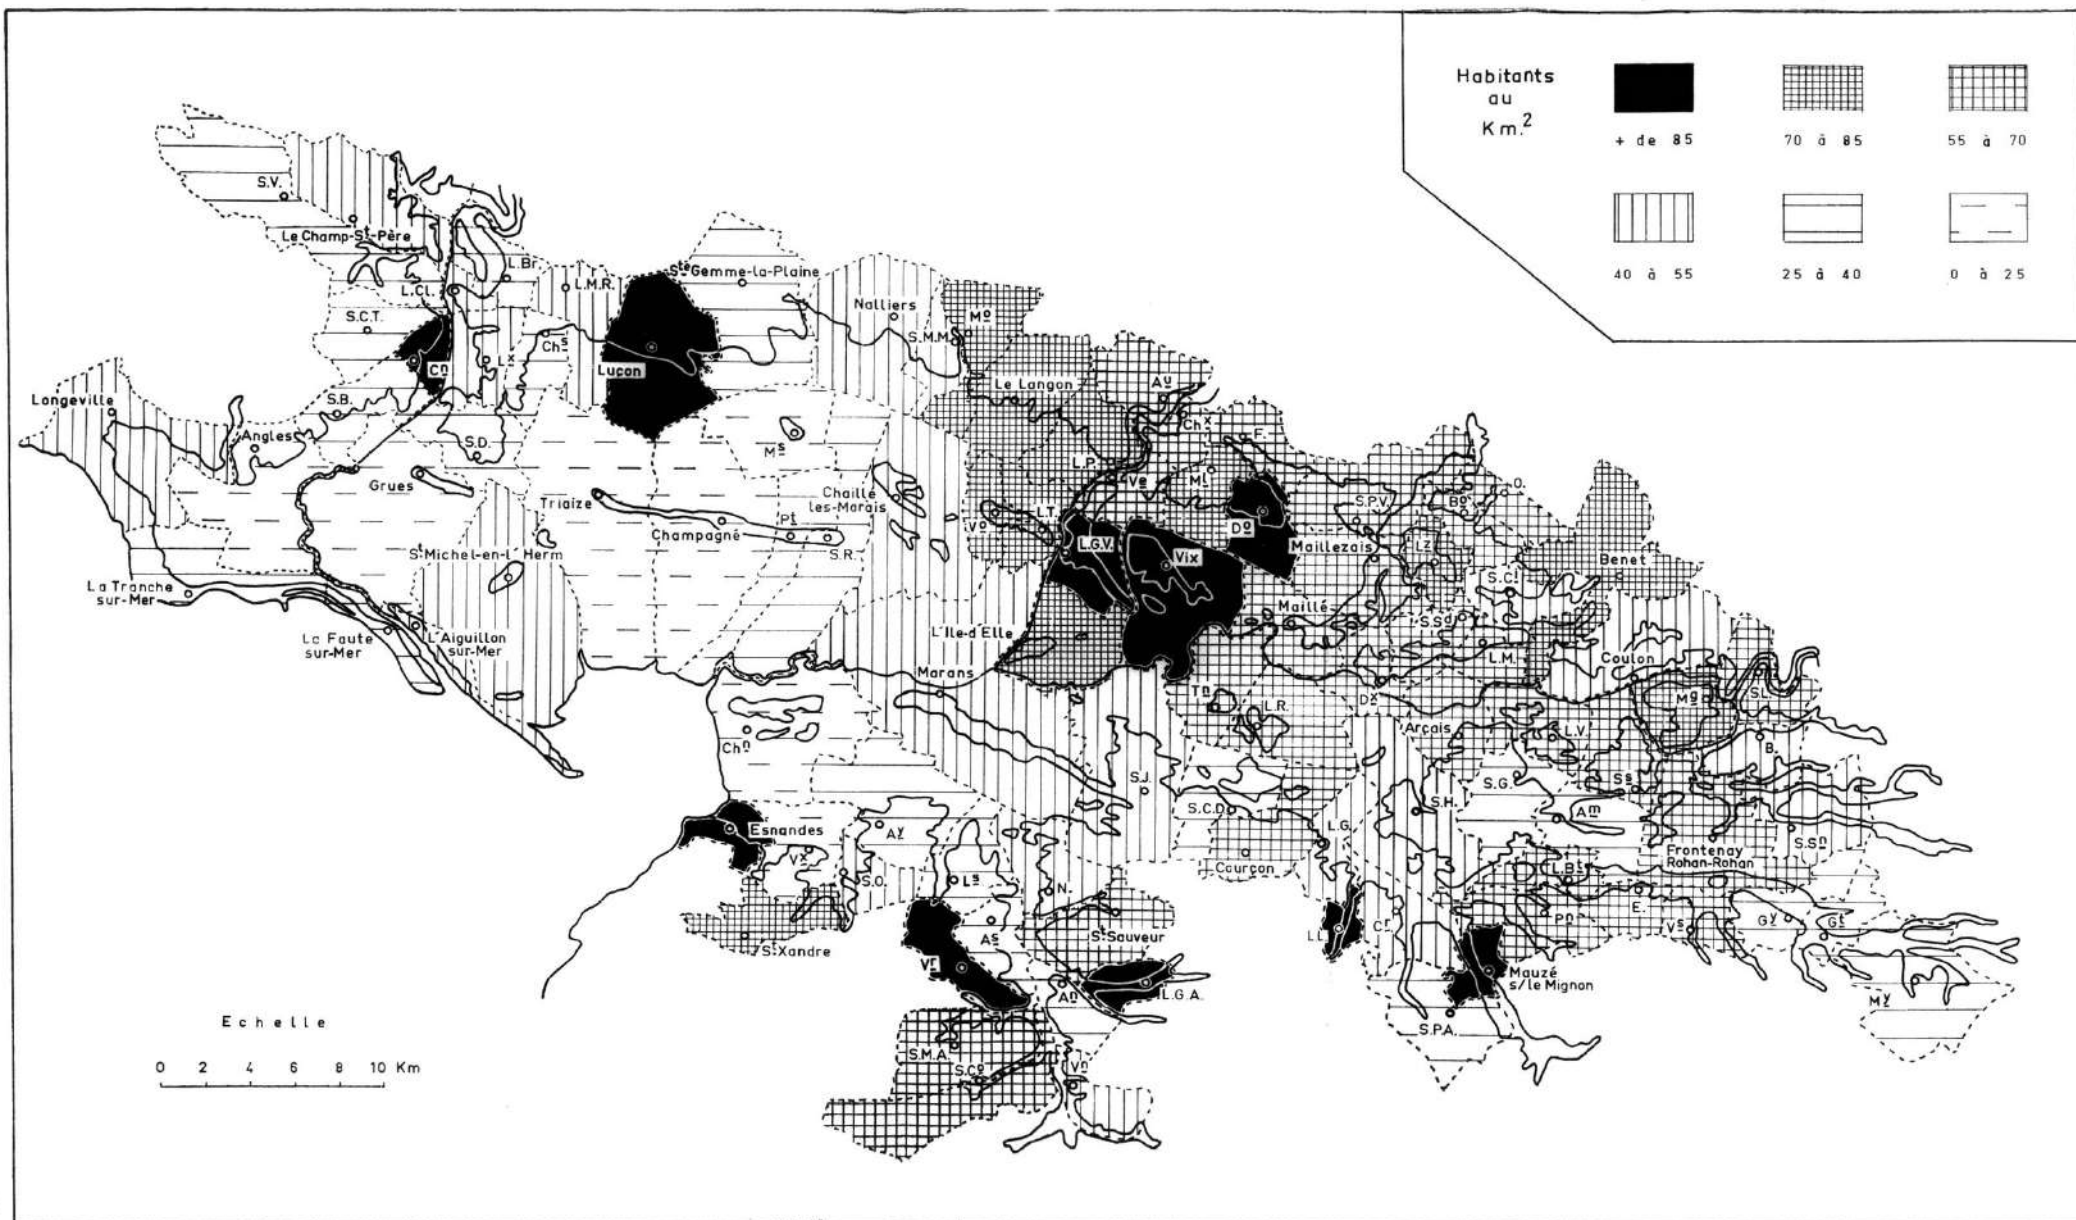 Habitants
au
Km.²
+ de 85
70 à 85
55 à 70
40 à 55
25 à 40
0 à 25
S.V.
Le Champ-St-Père
L.Br.
L.Cl.
L.M.R.
Ste Gemme-la-Plaine
S.C.T.
Nalliers
Mo
S.M.M.
Chs
Lx
Cn
Luçon
Le Langon
Au
Longeville
S.B.
Chx
Angles
S.D.
Ms
F.
L.P.
Grues
Ve
Ml
Triaize
Chaillé
les-Marais
S.P.V.
Bo
O.
Champagné
Pt
Vo
L.T.
Do
S.R.
L.G.V.
Vix
Maillezais
Lz
Benet
St Michel-en-l'Herm
S.Ct
La Tranche
sur-Mer
Maillé
S.Sd
La Faute
sur-Mer
L'Aiguillon
sur-Mer
L'Ile-d'Elle
L.M.
Coulon
Marans
Tn
L.R.
Dx
Mg
S.L.
Arçais
L.V.
B.
Chn
S.J.
S.G.
Ss
S.C.D.
S.H.
Am
Esnandes
Ay
L.G.
S.Sn
Vx
Frontenay
Rohan-Rohan
Courçon
L.Bt
S.O.
Ls
N.
E.
Pn
Gy
Gt
St Xandre
As
St Sauveur
L.L.
Cr
Vs
Vr
An
L.G.A.
Mauzé
s/le Mignon
My
S.P.A.
Echelle
S.M.A.
S.Co
Vn
0 2 4 6 8 10 Km